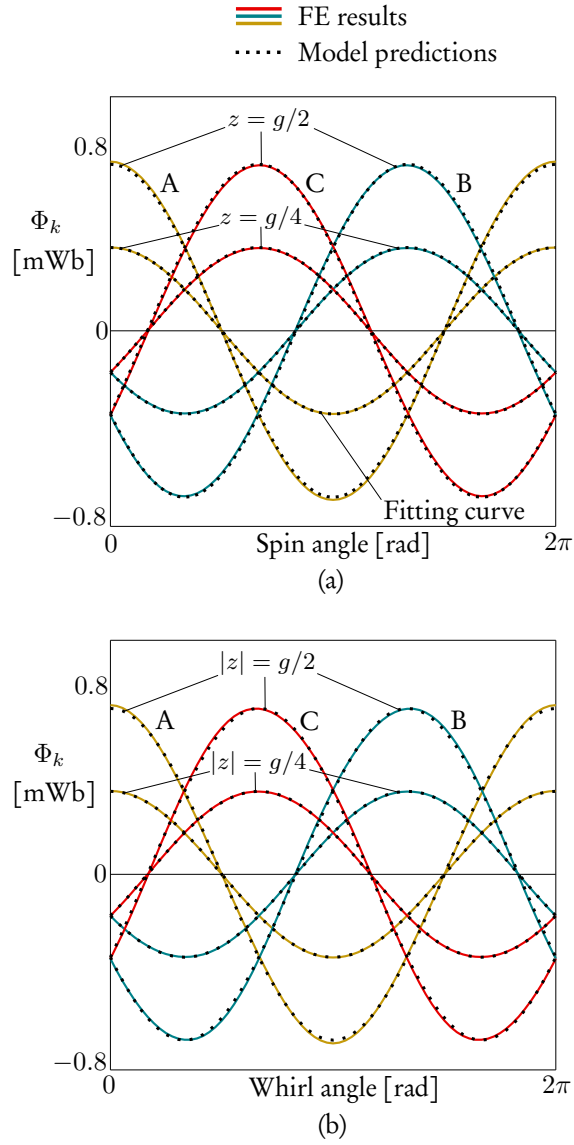 FE results
Model predictions
0.8
z = g/2
A
C
B
Φk
z = g/4
[mWb]
0
Fitting curve
−0.8
0
Spin angle [rad]
2π
(a)
|z| = g/2
0.8
A
C
B
Φk
|z| = g/4
[mWb]
0
−0.8
0
Whirl angle [rad]
2π
(b)